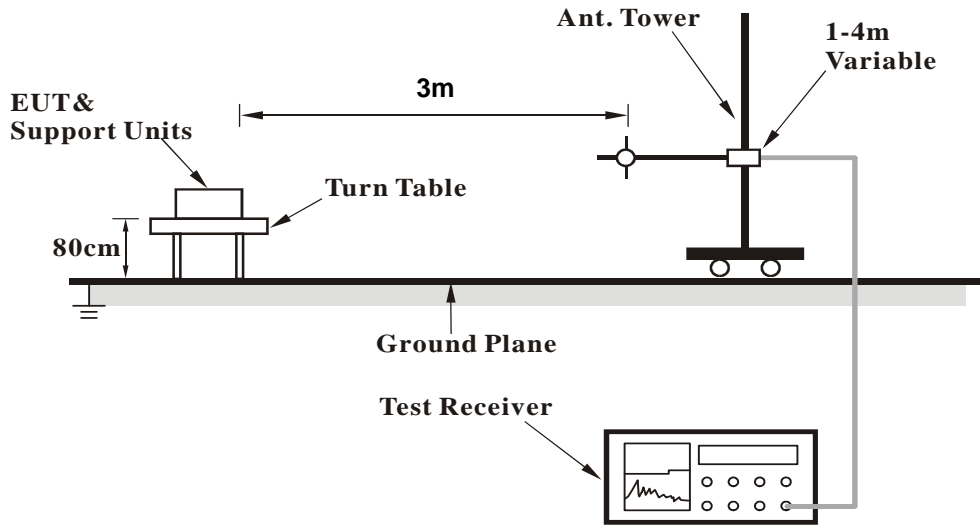 Ant. Tower
1-4m
Variable
3m
EUT&
Support Units
Turn Table
80cm
Ground Plane
Test Receiver